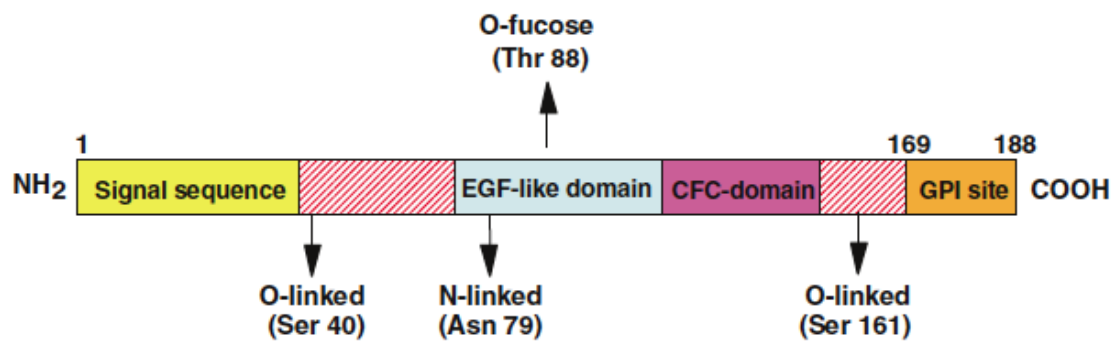 O-fucose
(Thr 88)
1 169 188
NH2 Signal sequence EGF-like domain CFC-domain GPI site COOH
O-linked N-linked O-linked
(Ser 40) (Asn 79) (Ser 161)